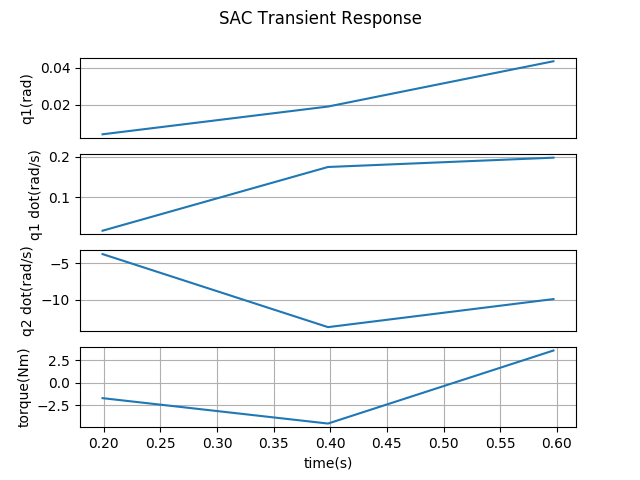 SAC Transient Response
0.04
0.02
q1(rad)
0.2
0.1
q1 dot(rad/s)
−5
−10
q2 dot(rad/s)
2.5
0.0
−2.5
torque(Nm)
0.20 0.25 0.30 0.35 0.40 0.45 0.50 0.55 0.60
time(s)